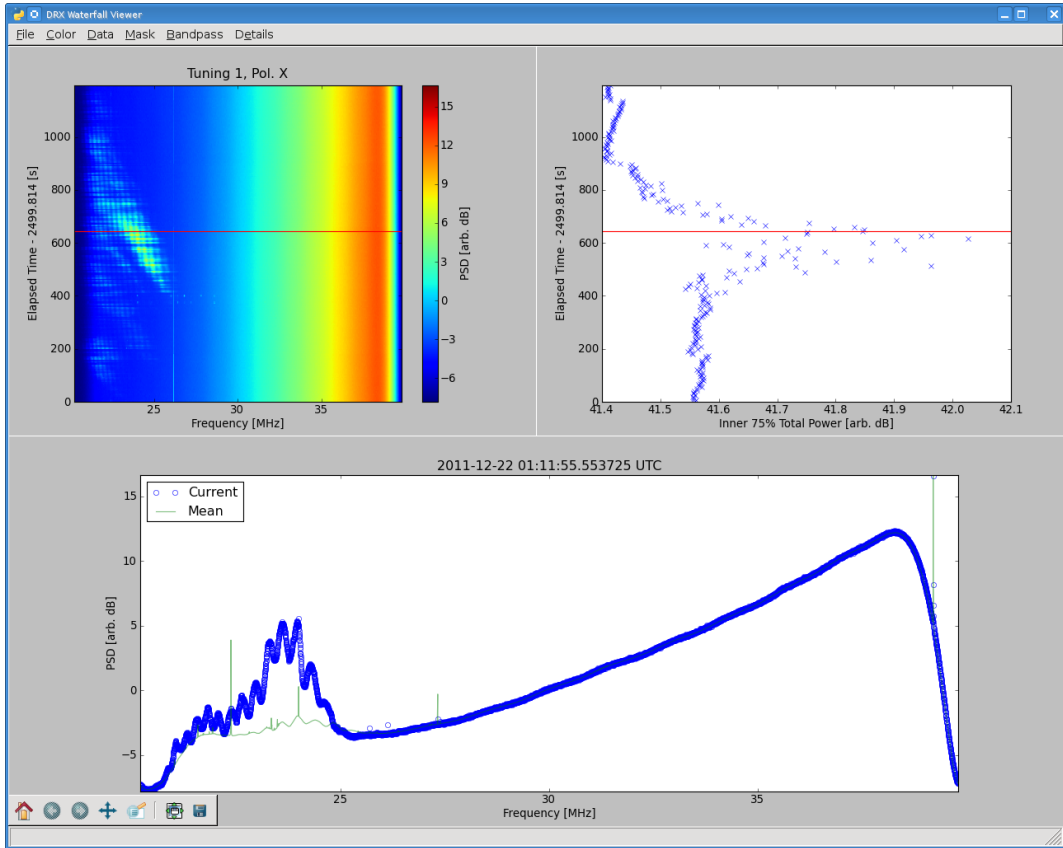 DRX Waterfall Viewer
File Color Data Mask Bandpass Details
Tuning 1, Pol. X
1000
800
600
400
200
0
Elapsed Time - 2499.814 [s]
25 30 35
Frequency [MHz]
15
12
9
6
3
0
−3
−6
PSD [arb. dB]
1000
800
600
400
200
0
Elapsed Time - 2499.814 [s]
41.4 41.5 41.6 41.7 41.8 41.9 42.0 42.1
Inner 75% Total Power [arb. dB]
2011-12-22 01:11:55.553725 UTC
Current
Mean
15
10
5
0
−5
PSD [arb. dB]
25 30 35
Frequency [MHz]